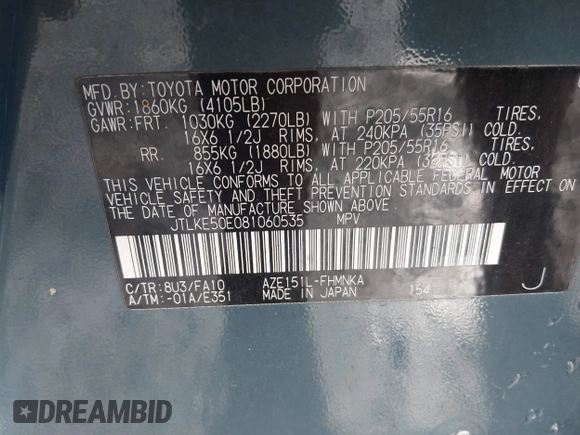 MFD.BY:TOYOTA MOTOR CORPORATION
GVWR:1860KG (4105LB)
GAWR:FRT. 1030KG (2270LB) WITH P205/55R16 TIRES,
16X6 1/2J RIMS, AT 240KPA (35PSI) COLD.
RR. 855KG (1880LB) WITH P205/55R16 TIRES,
16X6 1/2J RIMS, AT 220KPA COLD.
THIS VEHICLE CONFORMS TO ALL APPLICABLE FEDERAL MOTOR
VEHICLE SAFETY AND THEFT PREVENTION STANDARDS IN EFFECT ON
THE DATE OF MANUFACTURE SHOWN ABOVE.
JTLKE50E081060535 MPV
C/TR:8U3/FA10 AZE151L-FHMNKA
A/TM:-01A/E351 MADE IN JAPAN 154 J
DREAMBID